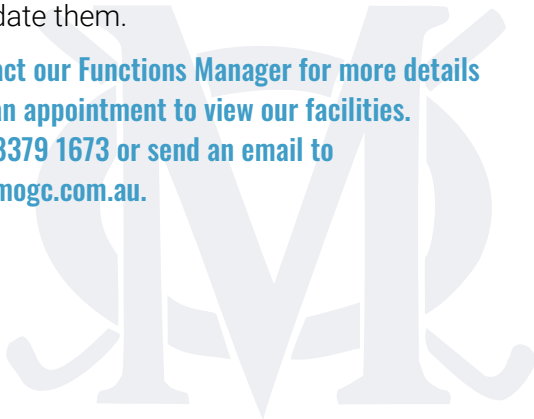 date them.
act our Functions Manager for more details
an appointment to view our facilities.
3379 1673 or send an email to
mogc.com.au.